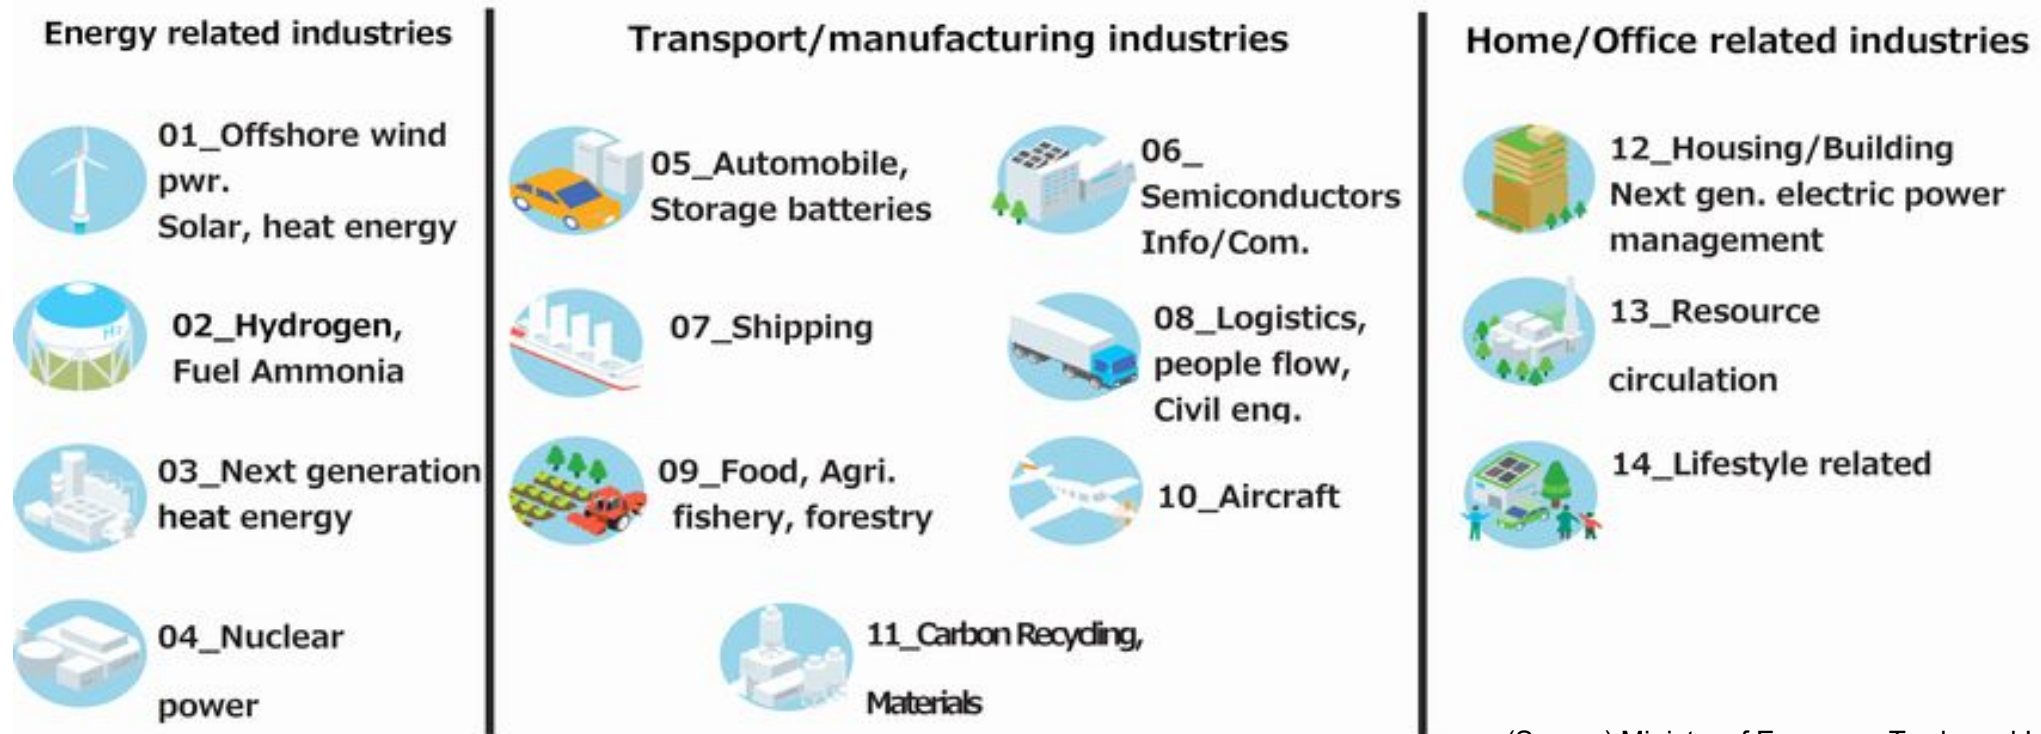 Energy related industries
01_Offshore wind
pwr.
Solar, heat energy
02_Hydrogen,
Fuel Ammonia
03_Next generation
heat energy
04_Nuclear
power
Transport/manufacturing industries
05_Automobile,
Storage batteries
06_
Semiconductors
Info/Com.
07_Shipping
08_Logistics,
people flow,
Civil eng.
09_Food, Agri.
fishery, forestry
10_Aircraft
11_Carbon Recycling,
Materials
Home/Office related industries
12_Housing/Building
Next gen. electric power
management
13_Resource
circulation
14_Lifestyle related